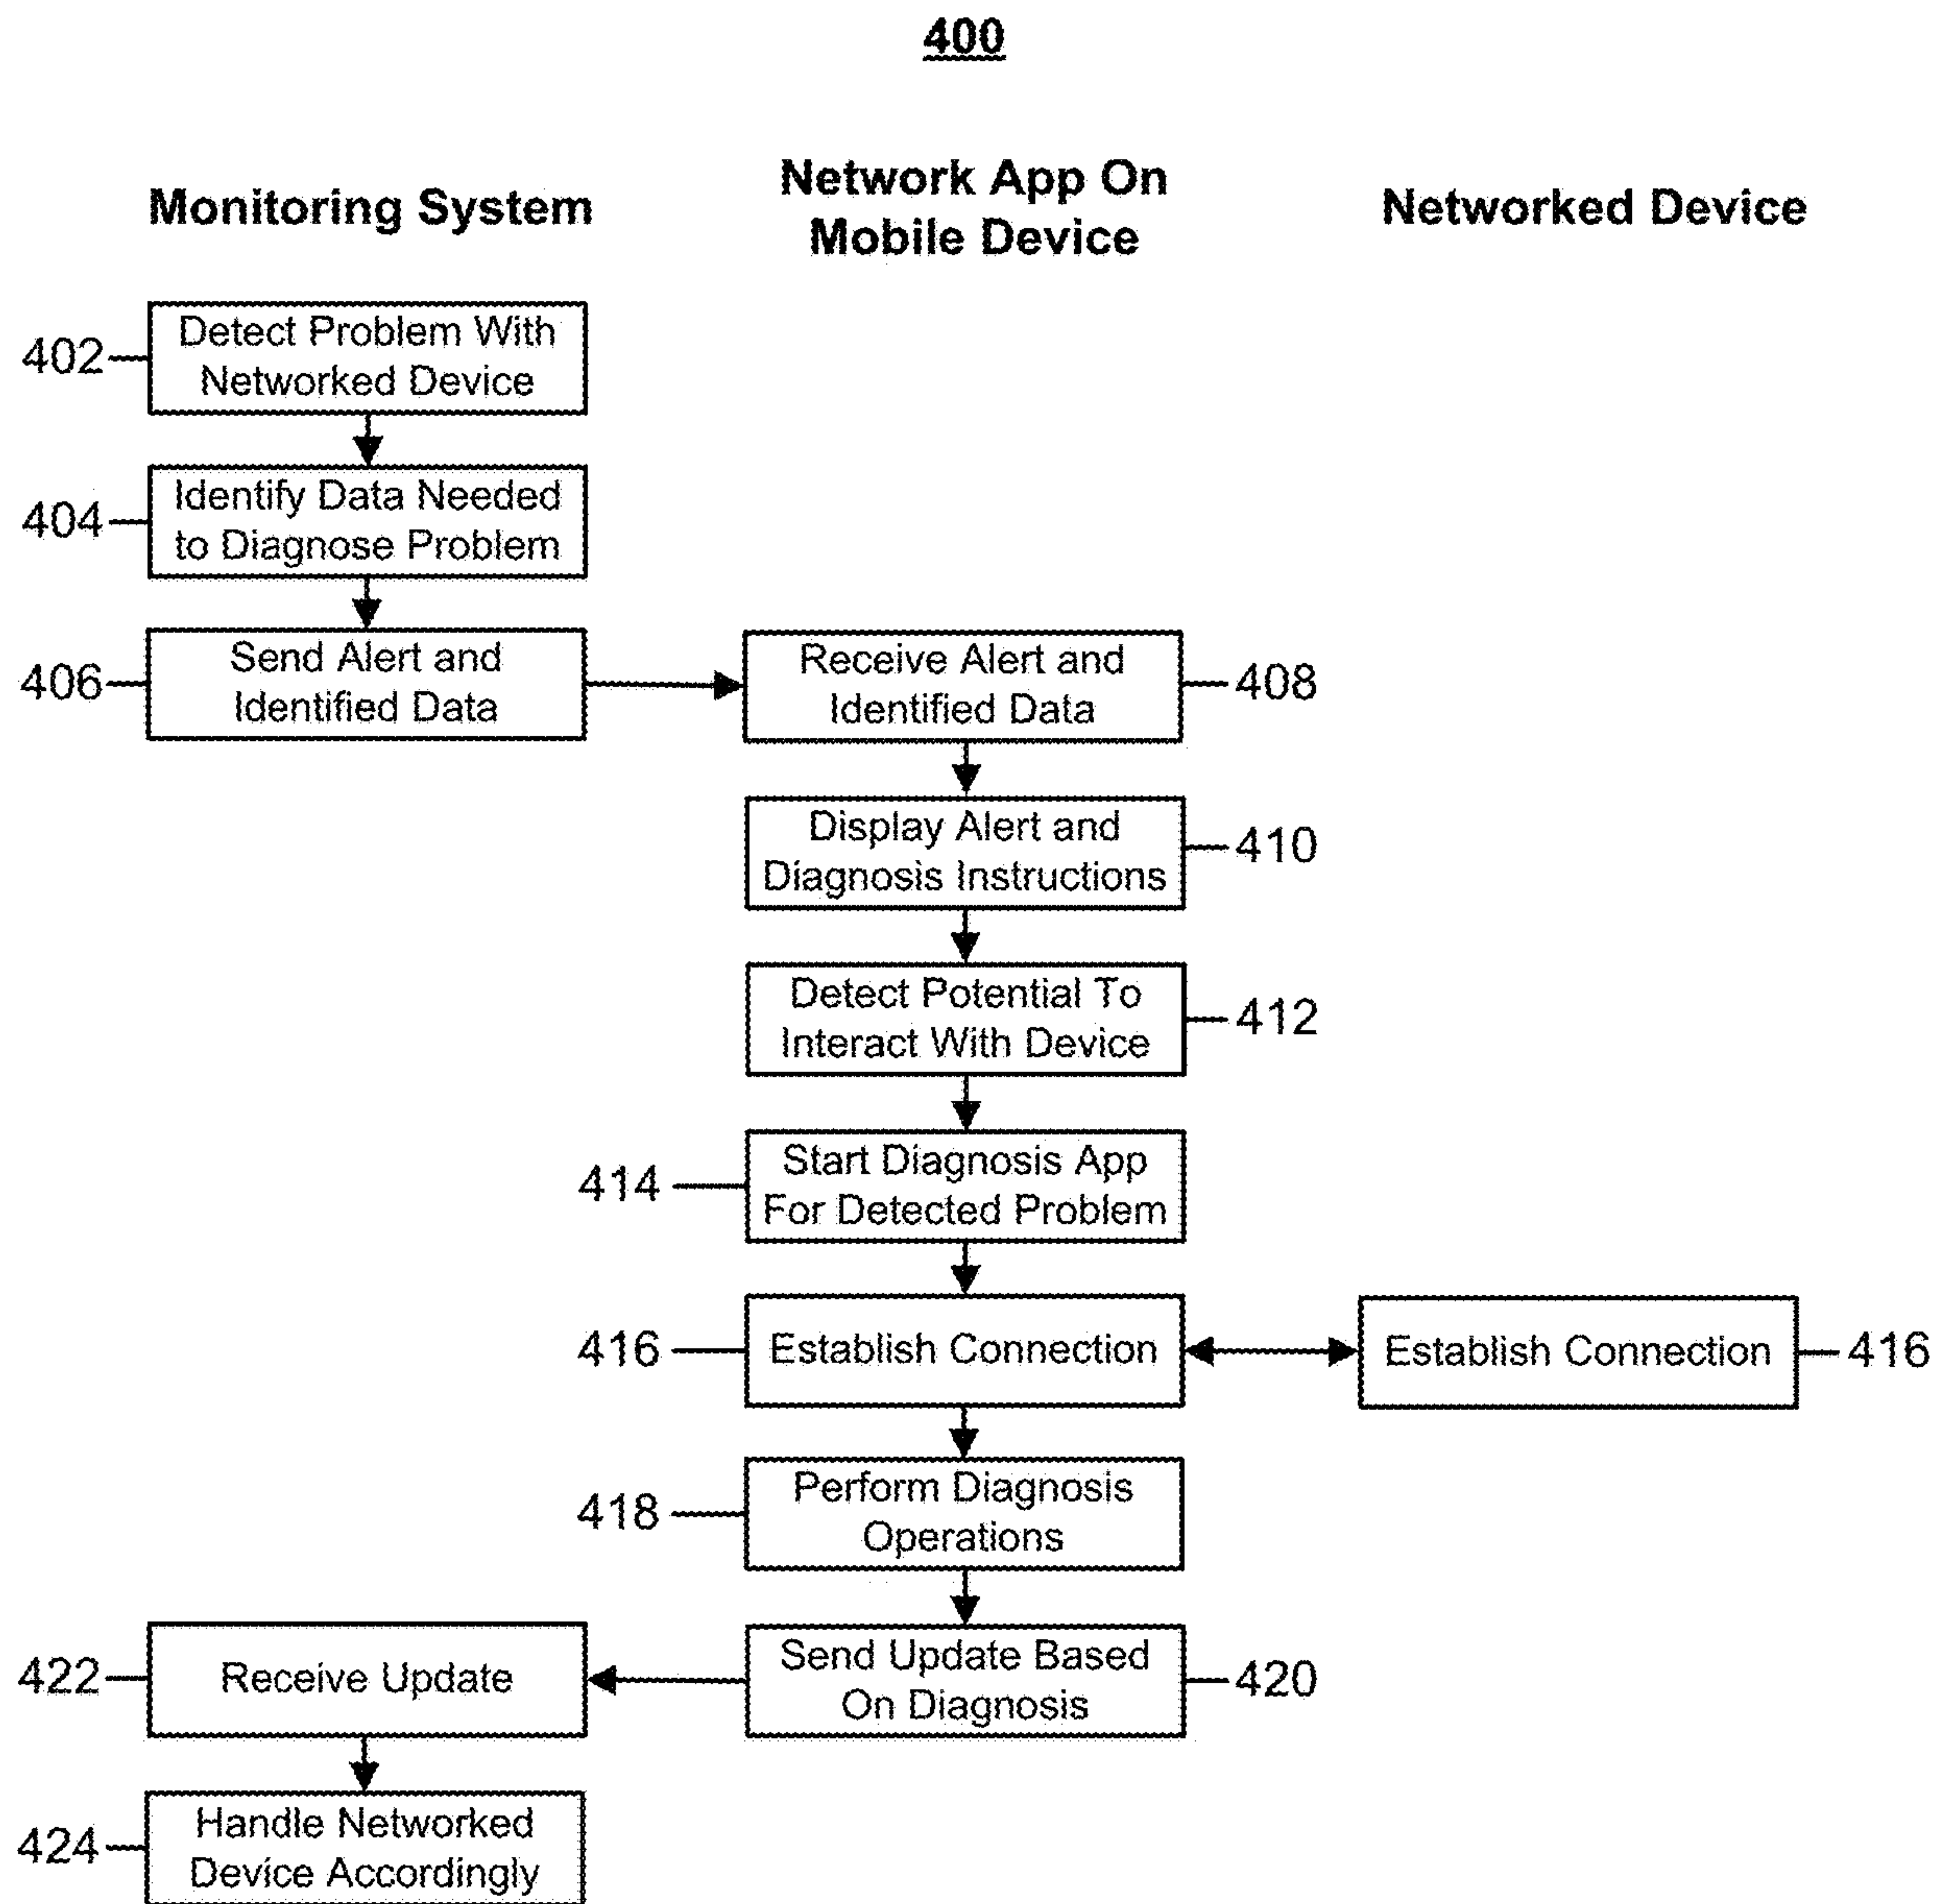 400
Monitoring System
Network App On
Mobile Device
Networked Device
402
Detect Problem With
Networked Device
404
Identify Data Needed
to Diagnose Problem
406
Send Alert and
Identified Data
Receive Alert and
Identified Data
408
Display Alert and
Diagnosis Instructions
410
Detect Potential To
Interact With Device
412
414
Start Diagnosis App
For Detected Problem
416
Establish Connection
Establish Connection
416
418
Perform Diagnosis
Operations
Send Update Based
On Diagnosis
420
422
Receive Update
424
Handle Networked
Device Accordingly